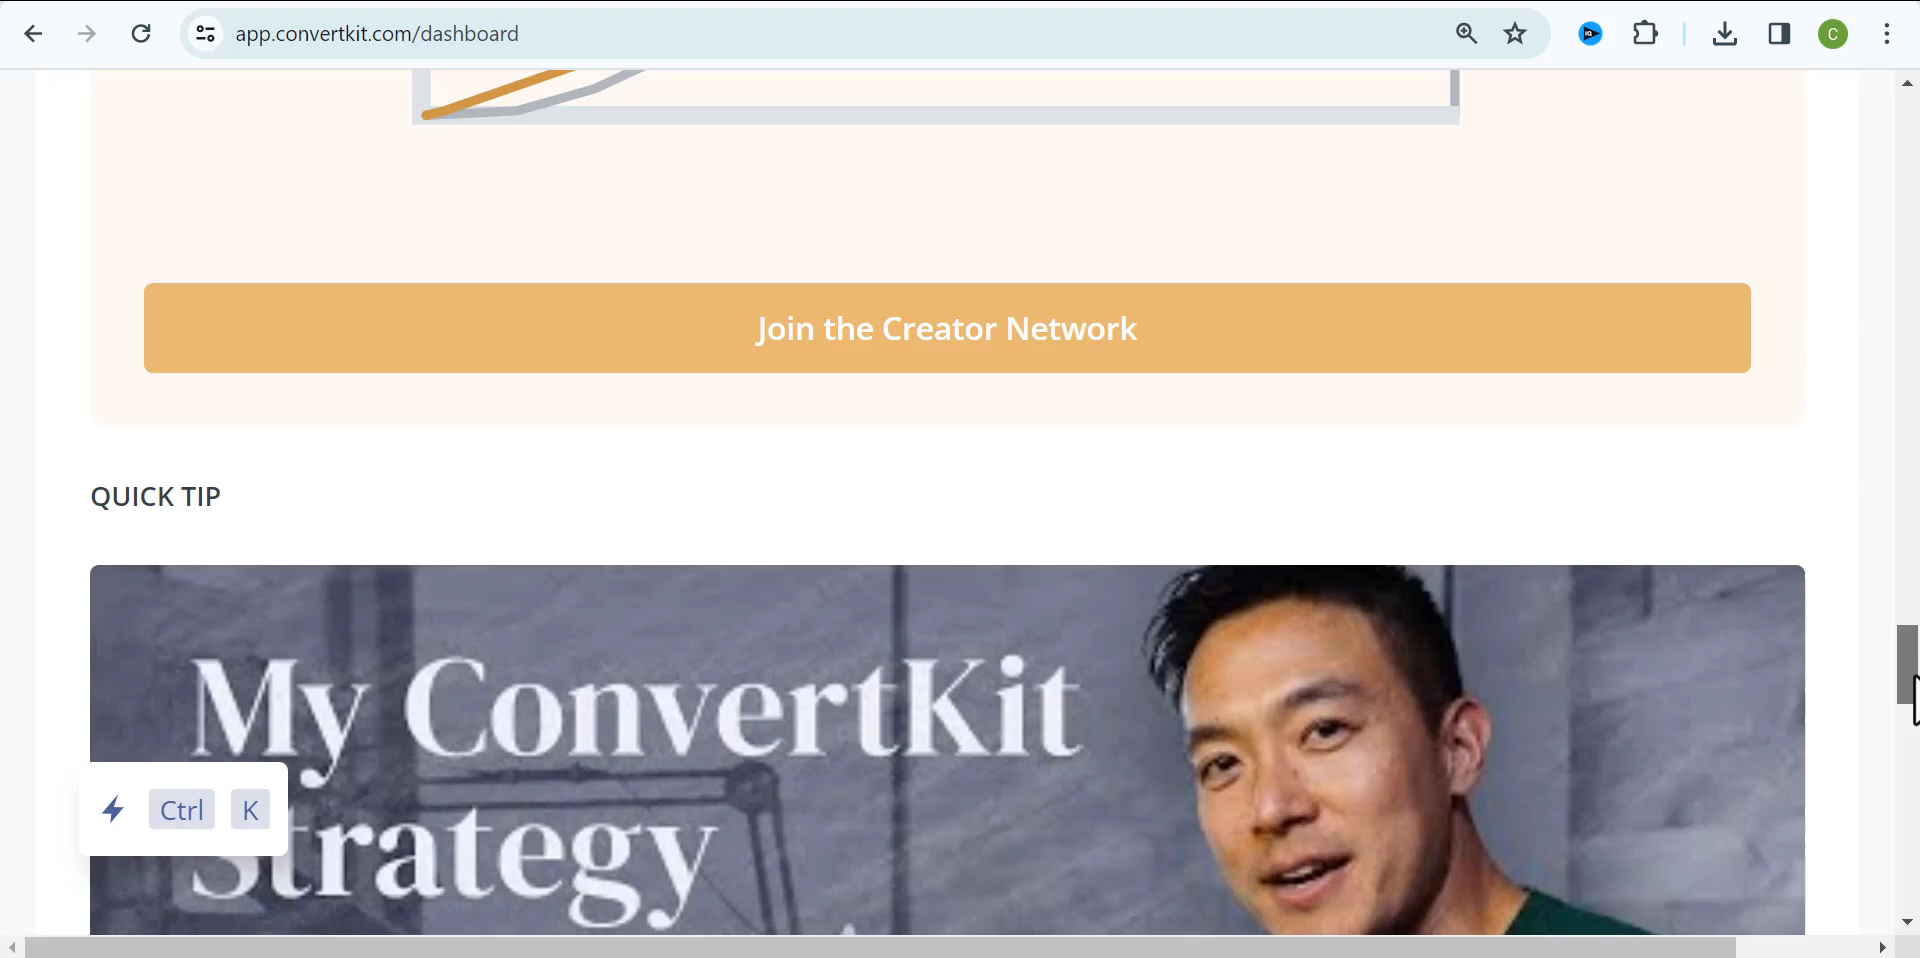 app.convertkit.com/dashboard
C
Join the Creator Network
QUICK TIP
My ConvertKit
Strategy
Ctrl K